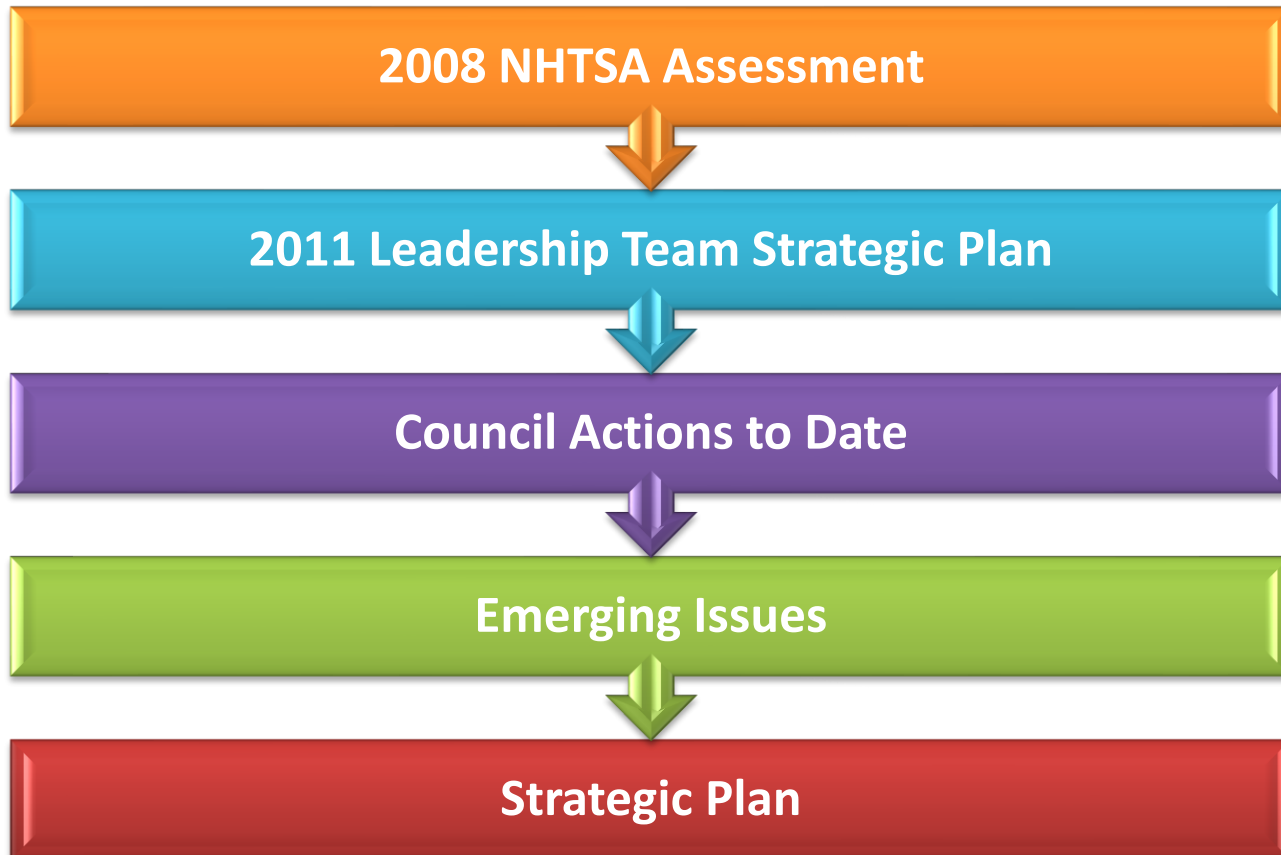 2008 NHTSA Assessment
2011 Leadership Team Strategic Plan
Council Actions to Date
Emerging Issues
Strategic Plan